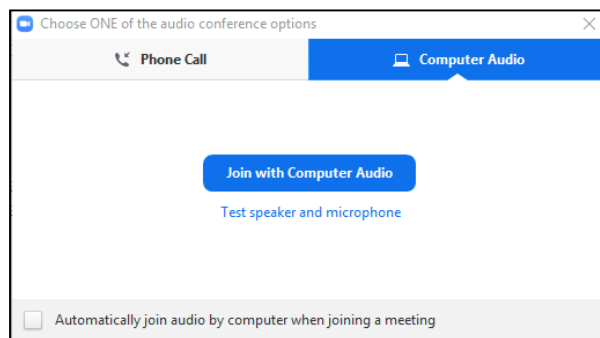 Choose ONE of the audio conference options
Phone Call
Computer Audio
Join with Computer Audio
Test speaker and microphone
Automatically join audio by computer when joining a meeting